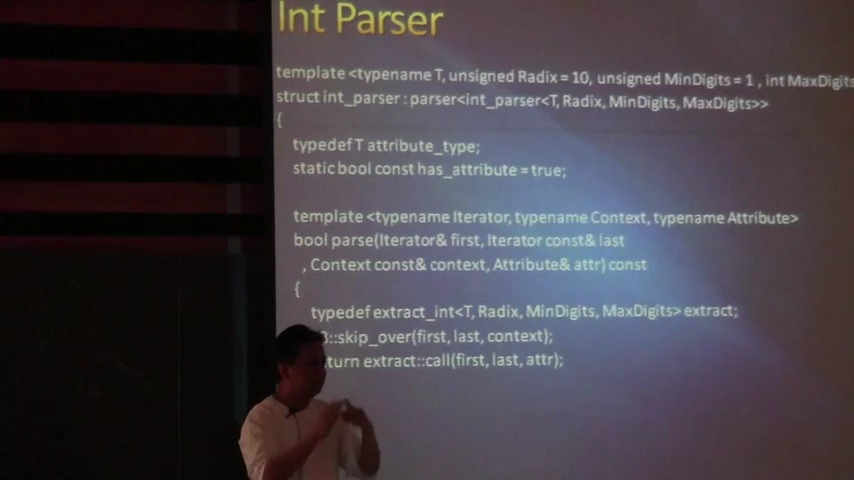 Int Parser
template <typename T, unsigned Radix = 10, unsigned MinDigits = 1 , int MaxDigits
struct int_parser : parser<int_parser<T, Radix, MinDigits, MaxDigits>>
{
typedef T attribute_type;
static bool const has_attribute = true;
template <typename Iterator, typename Context, typename Attribute>
bool parse(Iterator& first, Iterator const& last
, Context const& context, Attribute& attr) const
{
typedef extract_int<T, Radix, MinDigits, MaxDigits> extract;
3::skip_over(first, last, context);
turn extract::call(first, last, attr);